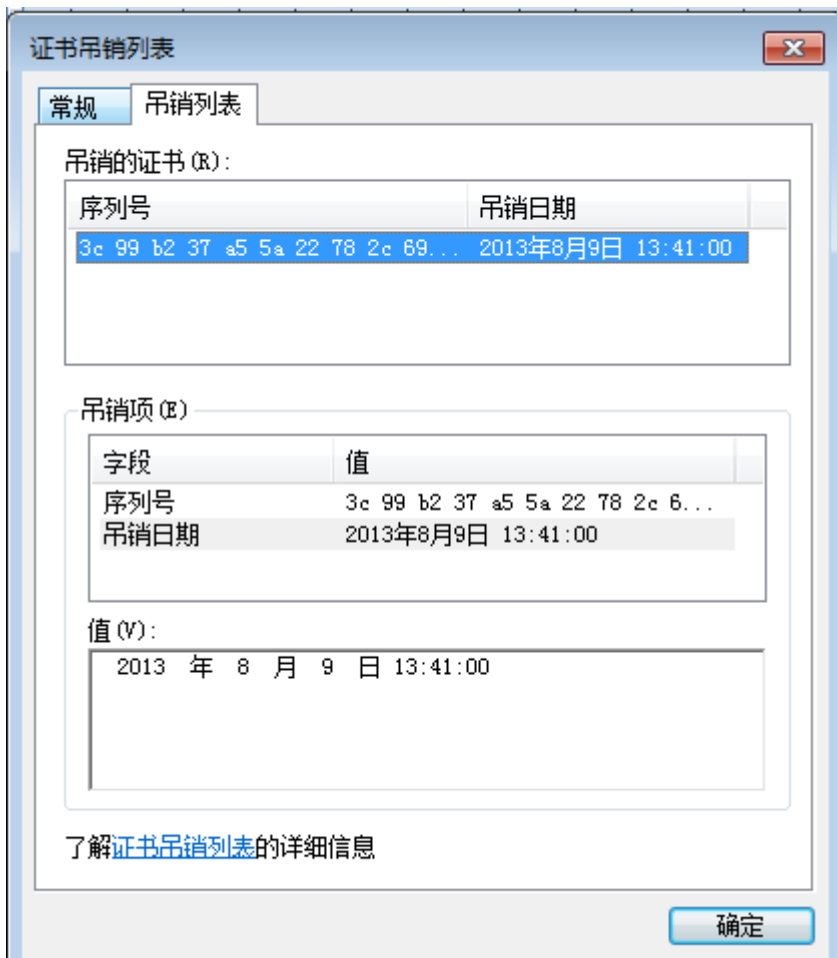 证书吊销列表
常规 吊销列表
吊销的证书(R):
序列号 吊销日期
3c 99 b2 37 a5 5a 22 78 2c 69... 2013年8月9日 13:41:00
吊销项(E)
字段 值
序列号 3c 99 b2 37 a5 5a 22 78 2c 6...
吊销日期 2013年8月9日 13:41:00
值(V):
2013 年 8 月 9 日 13:41:00
了解证书吊销列表的详细信息
确定